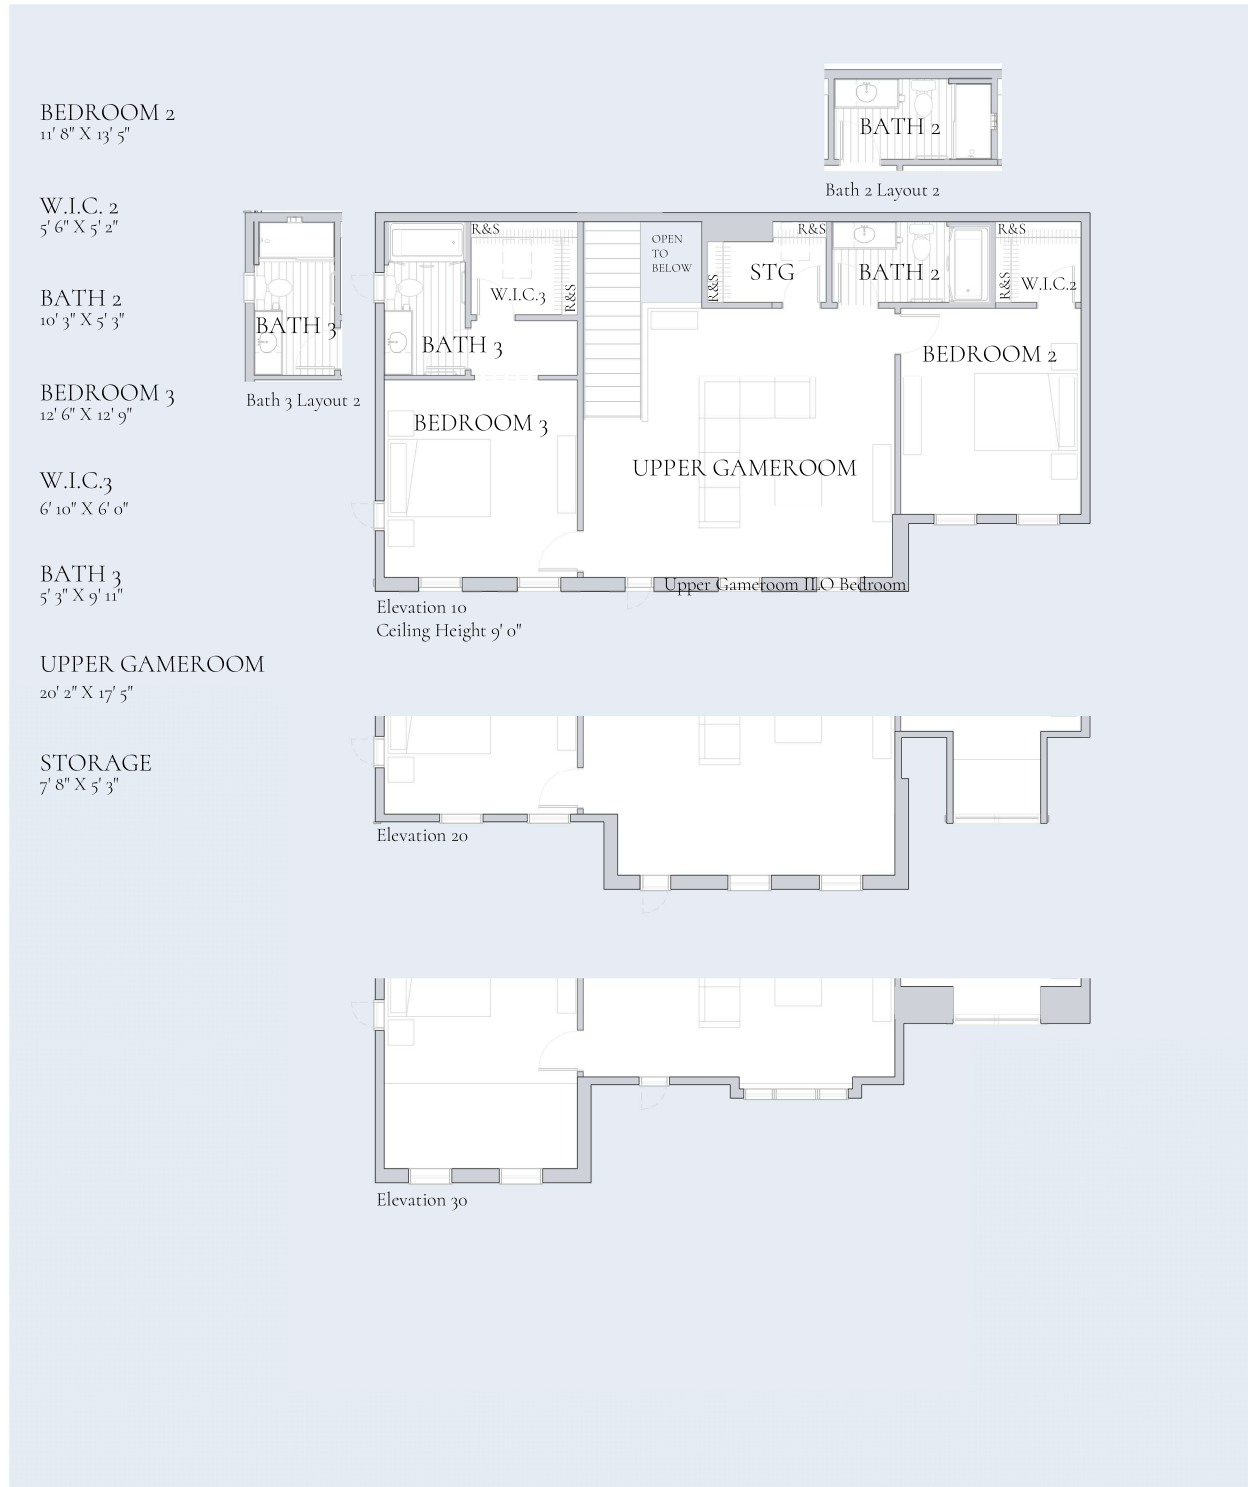 BEDROOM 2
11' 8" X 13' 5"
W.I.C. 2
5' 6" X 5' 2"
BATH 2
10' 3" X 5' 3"
BEDROOM 3
12' 6" X 12' 9"
W.I.C.3
6' 10" X 6' 0"
BATH 3
5' 3" X 9' 11"
UPPER GAMEROOM
20' 2" X 17' 5"
STORAGE
7' 8" X 5' 3"
BATH 2
Bath 2 Layout 2
BATH 3
Bath 3 Layout 2
R&S
R&S
W.I.C.3
BATH 3
BEDROOM 3
OPEN
TO
BELOW
R&S
R&S
STG
BATH 2
R&S
R&S
W.I.C.2
BEDROOM 2
UPPER GAMEROOM
Upper Gameroom ILO Bedroom
Elevation 10
Ceiling Height 9' 0"
Elevation 20
Elevation 30